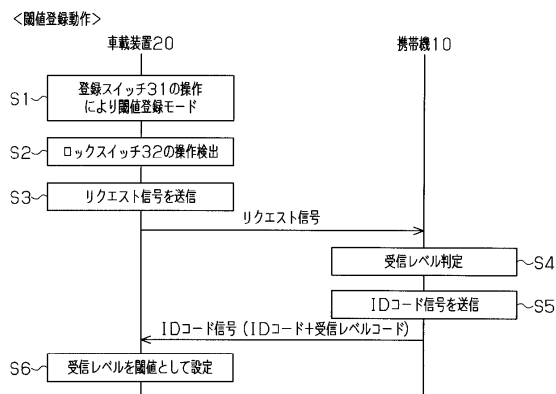 ＜閾値登録動作＞
車載装置20
携帯機10
S1
登録スイッチ31の操作
により閾値登録モード
S2
ロックスイッチ32の操作検出
S3
リクエスト信号を送信
リクエスト信号
受信レベル判定
S4
IDコード信号を送信
S5
IDコード信号(IDコード+受信レベルコード)
S6
受信レベルを閾値として設定